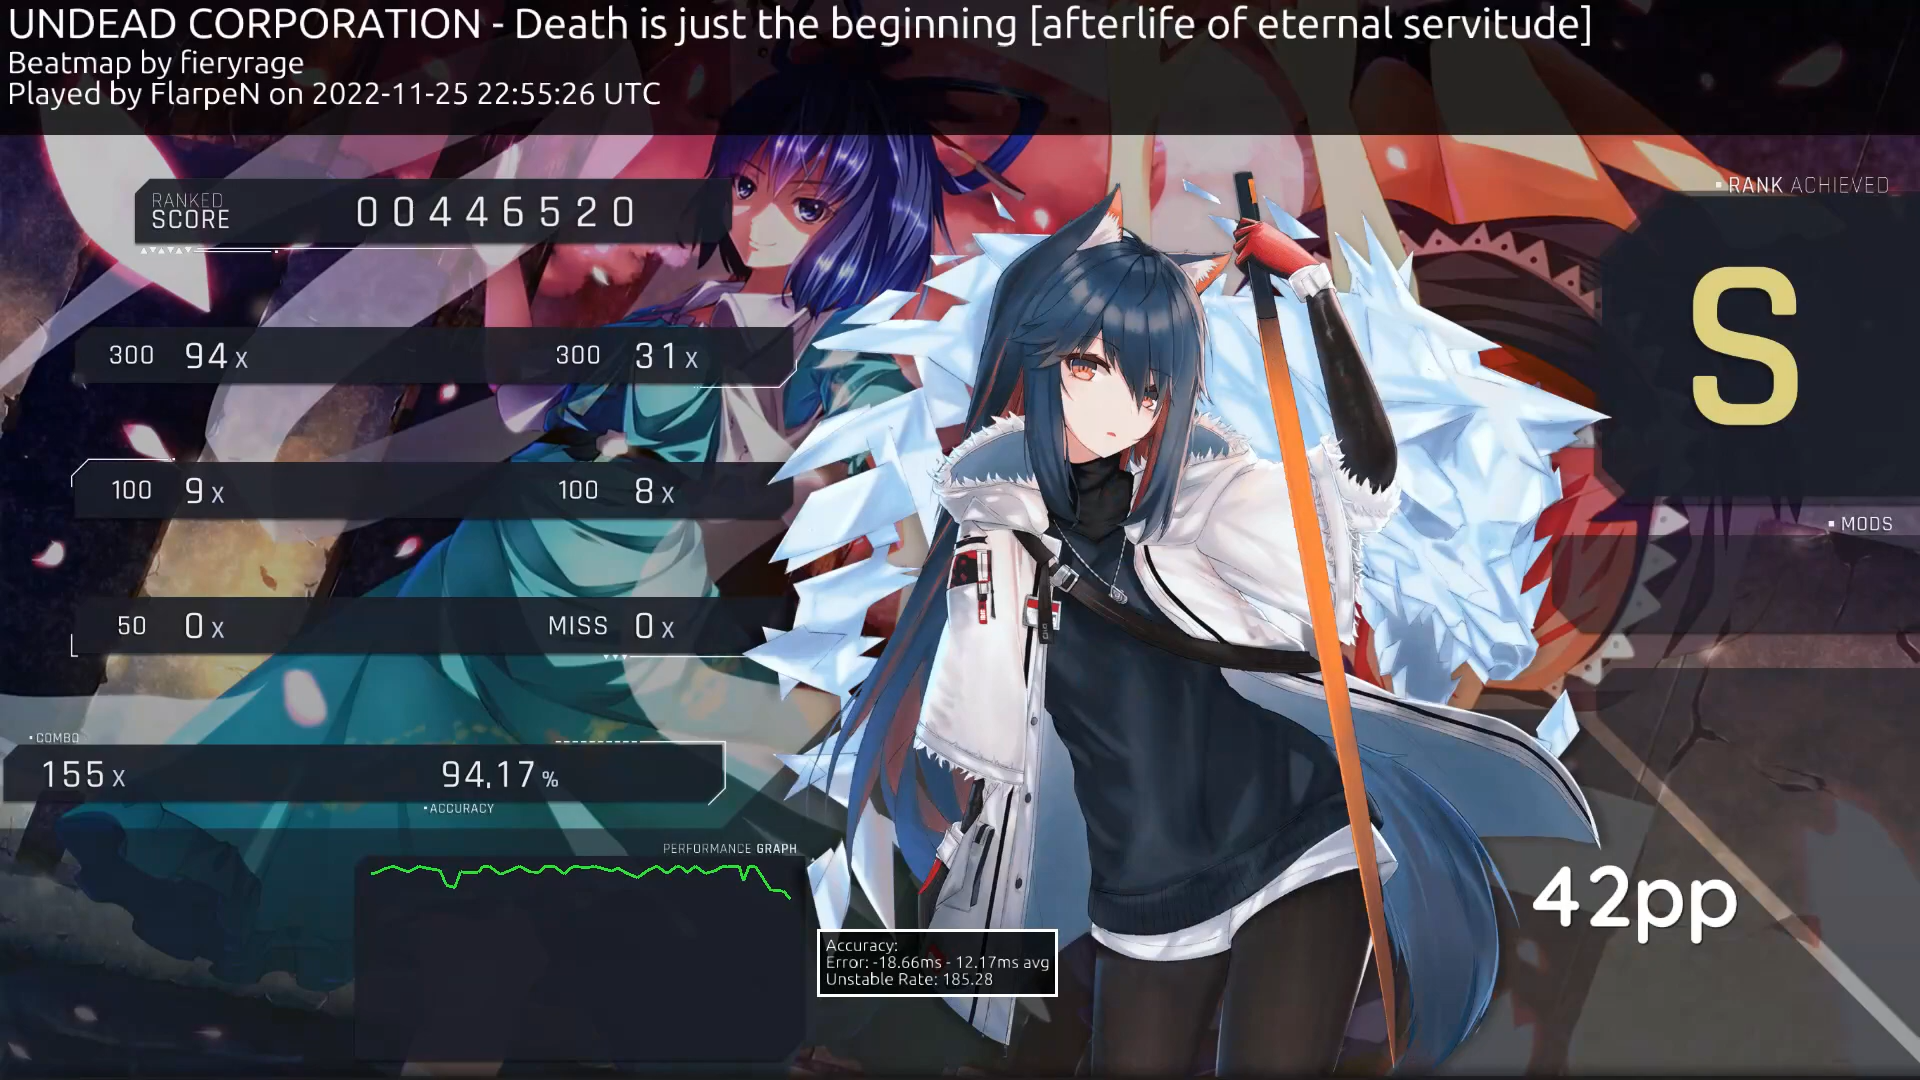 UNDEAD CORPORATION - Death is just the beginning [afterlife of eternal servitude]
Beatmap by fieryrage
Played by FlarpeN on 2022-11-25 22:55:26 UTC
RANKED
SCORE 00446520
RANK ACHIEVED
S
300 94x 300 31x
100 9x 100 8x
MODS
50 0x MISS 0x
COMBO
155x 94.17%
ACCURACY
PERFORMANCE GRAPH
42pp
Accuracy:
Error: -18.66ms - 12.17ms avg
Unstable Rate: 185.28